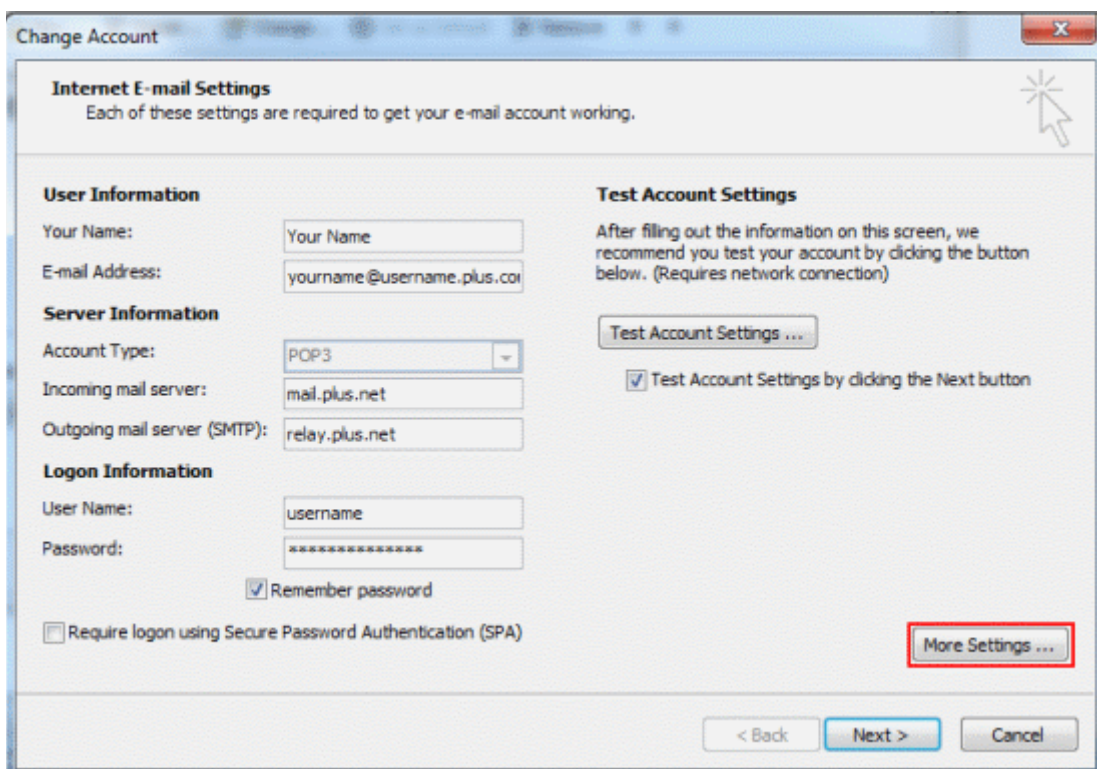 Change Account
Internet E-mail Settings
Each of these settings are required to get your e-mail account working.
User Information
Your Name:
Your Name
E-mail Address:
yourname@username.plus.co
Server Information
Account Type:
POP3
Incoming mail server:
mail.plus.net
Outgoing mail server (SMTP):
relay.plus.net
Logon Information
User Name:
username
Password:
**************
Remember password
Require logon using Secure Password Authentication (SPA)
Test Account Settings
After filling out the information on this screen, we
recommend you test your account by clicking the button
below. (Requires network connection)
Test Account Settings ...
Test Account Settings by clicking the Next button
More Settings ...
< Back
Next >
Cancel